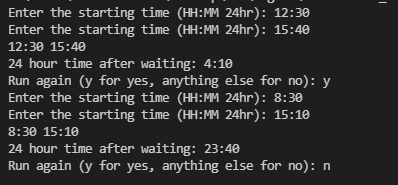 Enter the starting time (HH:MM 24hr): 12:30
Enter the starting time (HH:MM 24hr): 15:40
12:30 15:40
24 hour time after waiting: 4:10
Run again (y for yes, anything else for no): y
Enter the starting time (HH:MM 24hr): 8:30
Enter the starting time (HH:MM 24hr): 15:10
8:30 15:10
24 hour time after waiting: 23:40
Run again (y for yes, anything else for no): n